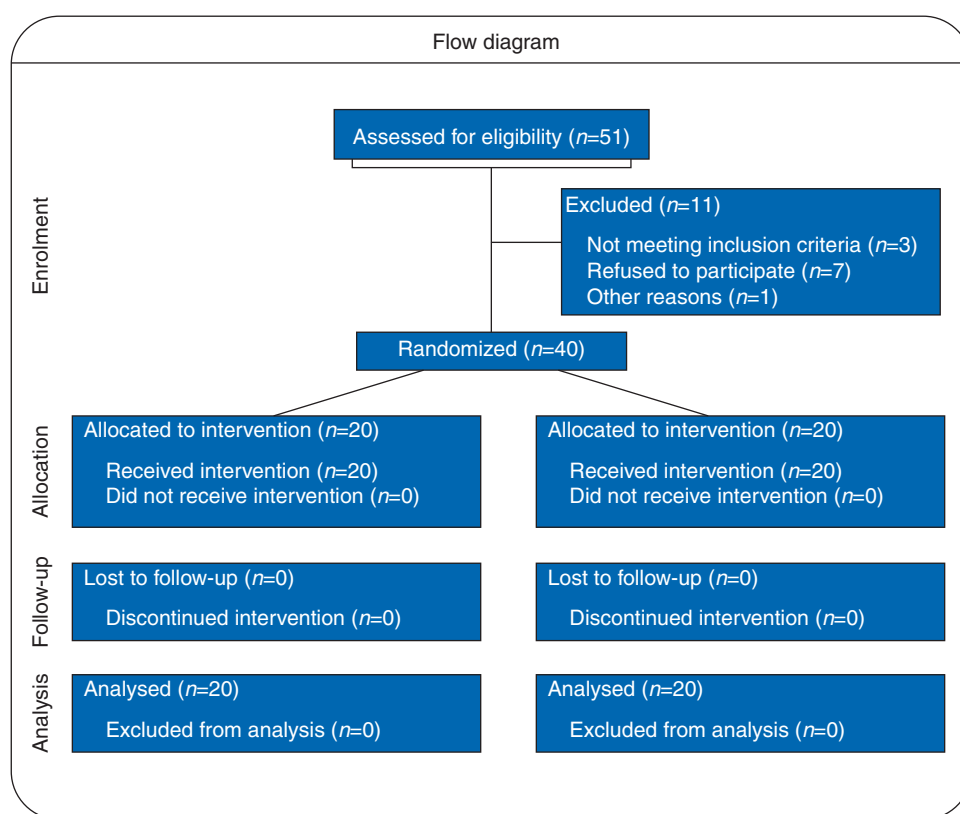 Flow diagram
Enrolment
Assessed for eligibility (n=51)
Excluded (n=11)
Not meeting inclusion criteria (n=3)
Refused to participate (n=7)
Other reasons (n=1)
Randomized (n=40)
Allocation
Allocated to intervention (n=20)
Received intervention (n=20)
Did not receive intervention (n=0)
Allocated to intervention (n=20)
Received intervention (n=20)
Did not receive intervention (n=0)
Follow-up
Lost to follow-up (n=0)
Discontinued intervention (n=0)
Lost to follow-up (n=0)
Discontinued intervention (n=0)
Analysis
Analysed (n=20)
Excluded from analysis (n=0)
Analysed (n=20)
Excluded from analysis (n=0)